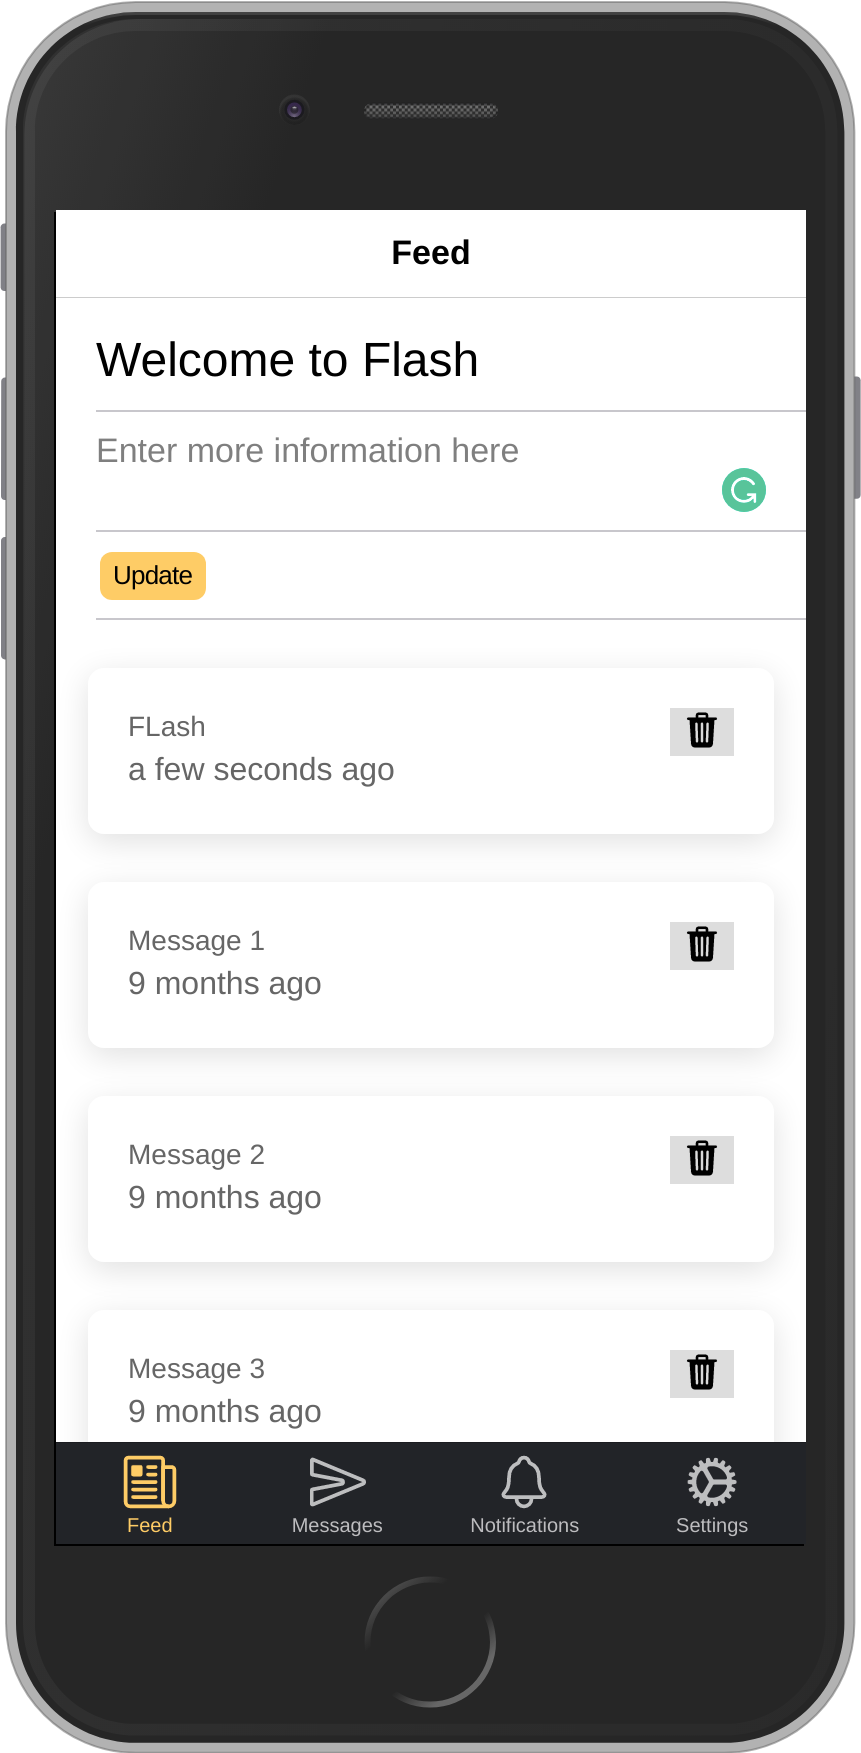 Feed
Welcome to Flash
Enter more information here
Update
FLash
a few seconds ago
Message 1
9 months ago
Message 2
9 months ago
Message 3
9 months ago
Feed
Messages
Notifications
Settings